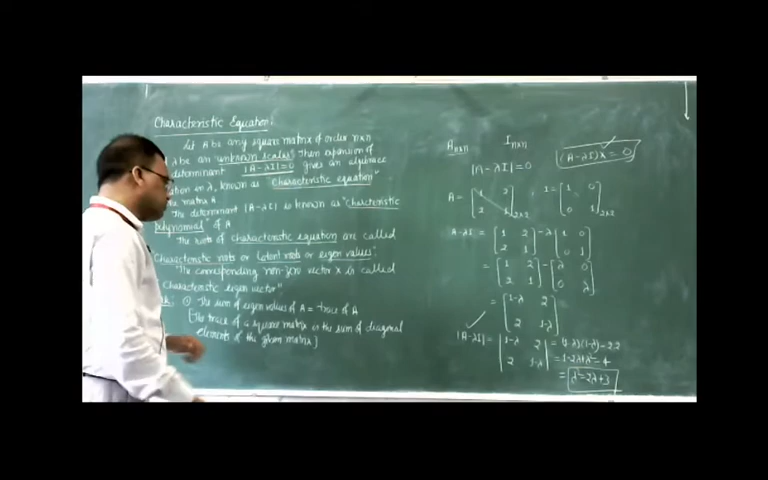 Characteristic Equation:
Let A be any square matrix of order n×n
λ be an unknown scalar. Then expansion of
determinant |A-λI|=0 gives an algebraic
in λ, known as "characteristic equation"
matrix A
The determinant |A-λI| is known as "charcteristic
polynomial" of A
The roots of characteristic equation are called
Characteristic roots or latent roots or eigen values"
"The corresponding non-zero vector X is called
Characteristic eigen vector"
① The sum of eigen values of A = trace of A
[The trace of a square matrix is the sum of diagonal
elements of the given matrix]
A n×n I n×n
|A-λI|=0
(A-λI)X=0
A = [1 2
2 1] 2×2 , I = [1 0
0 1] 2×2
A-λI = [1 2
2 1] - λ [1 0
0 1]
= [1 2
2 1] - [λ 0
0 λ]
= [1-λ 2
2 1-λ]
|A-λI| = |1-λ 2
2 1-λ| = (1-λ)(1-λ)-2.2
= 1-2λ+λ²-4
= λ²-2λ+3